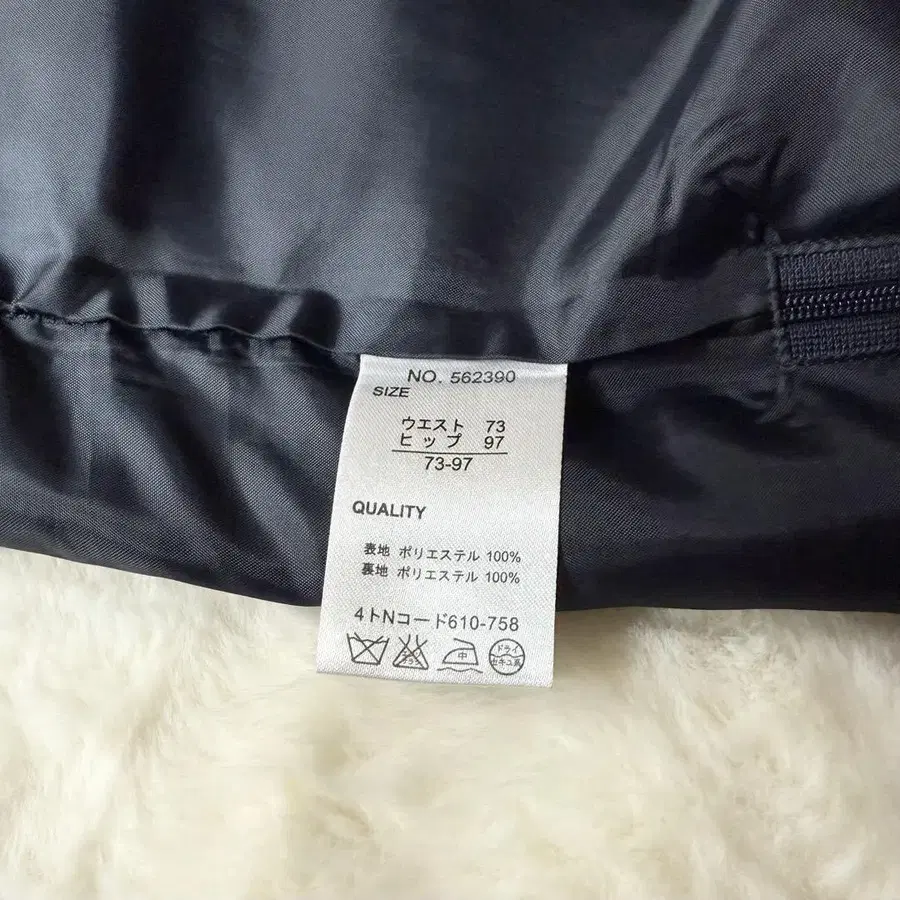 NO. 562390
SIZE
ウエスト 73
ヒップ 97
73-97
QUALITY
表地 ポリエステル 100%
裏地 ポリエステル 100%
4トNコード610-758
中
ドライ
セキユ系